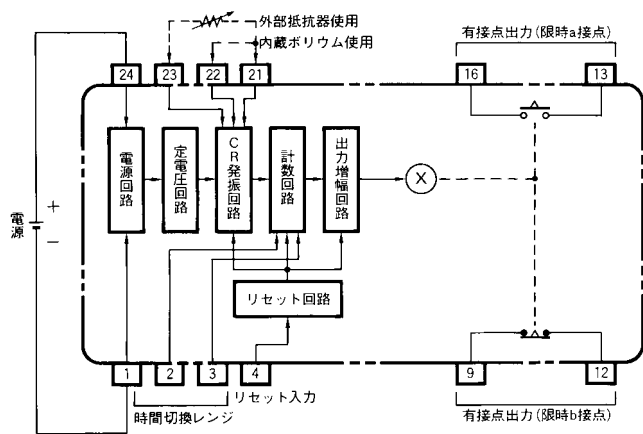 外部抵抗器使用
内蔵ボリウム使用
有接点出力(限時a接点)
24
23
22
21
16
13
電源回路
定電圧回路
CR発振回路
計数回路
出力増幅回路
X
電源
+
−
リセット回路
1
2
3
4
9
12
リセット入力
時間切換レンジ
有接点出力(限時b接点)